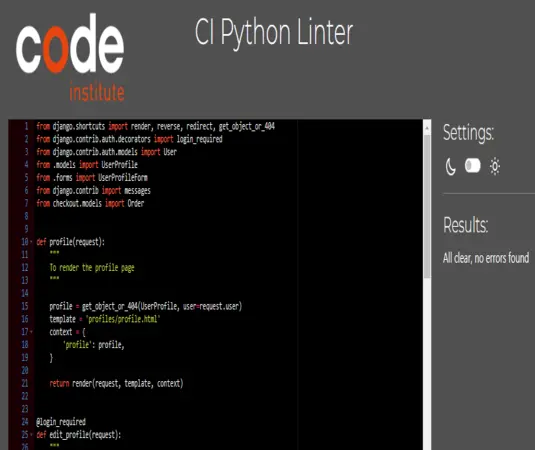 code
institute
CI Python Linter
1 from django.shortcuts import render, reverse, redirect, get_object_or_404
2 from django.contrib.auth.decorators import login_required
3 from django.contrib.auth.models import User
4 from .models import UserProfile
5 from .forms import UserProfileForm
6 from django.contrib import messages
7 from checkout.models import Order
8
9
10 def profile(request):
11 """
12 To render the profile page
13 """
14
15 profile = get_object_or_404(UserProfile, user=request.user)
16 template = 'profiles/profile.html'
17 context = {
18 'profile': profile,
19 }
20
21 return render(request, template, context)
22
23
24 @login_required
25 def edit_profile(request):
26 """
Settings:
Results:
All clear, no errors found